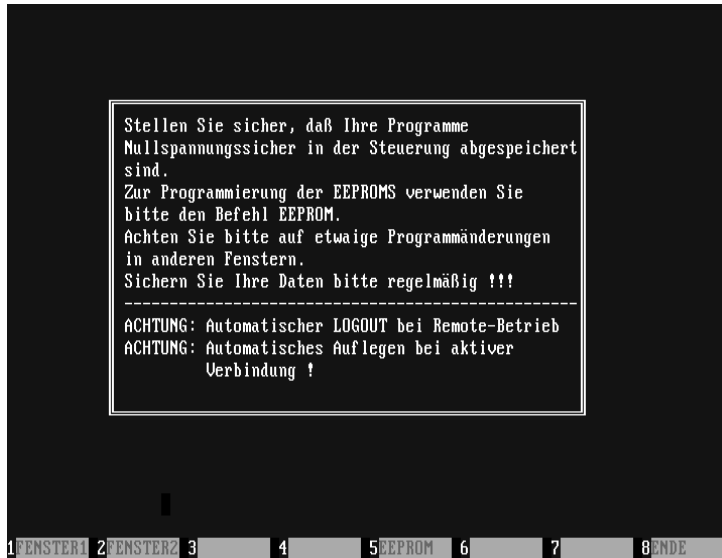 Stellen Sie sicher, daß Ihre Programme
Nullspannungssicher in der Steuerung abgespeichert
sind.
Zur Programmierung der EEPROMS verwenden Sie
bitte den Befehl EEPROM.
Achten Sie bitte auf etwaige Programmänderungen
in anderen Fenstern.
Sichern Sie Ihre Daten bitte regelmäßig !!!
--------------------------------------------------
ACHTUNG: Automatischer LOGOUT bei Remote-Betrieb
ACHTUNG: Automatisches Auflegen bei aktiver
Verbindung !
1FENSTER1 2FENSTER2 3 4 5EEPROM 6 7 8ENDE